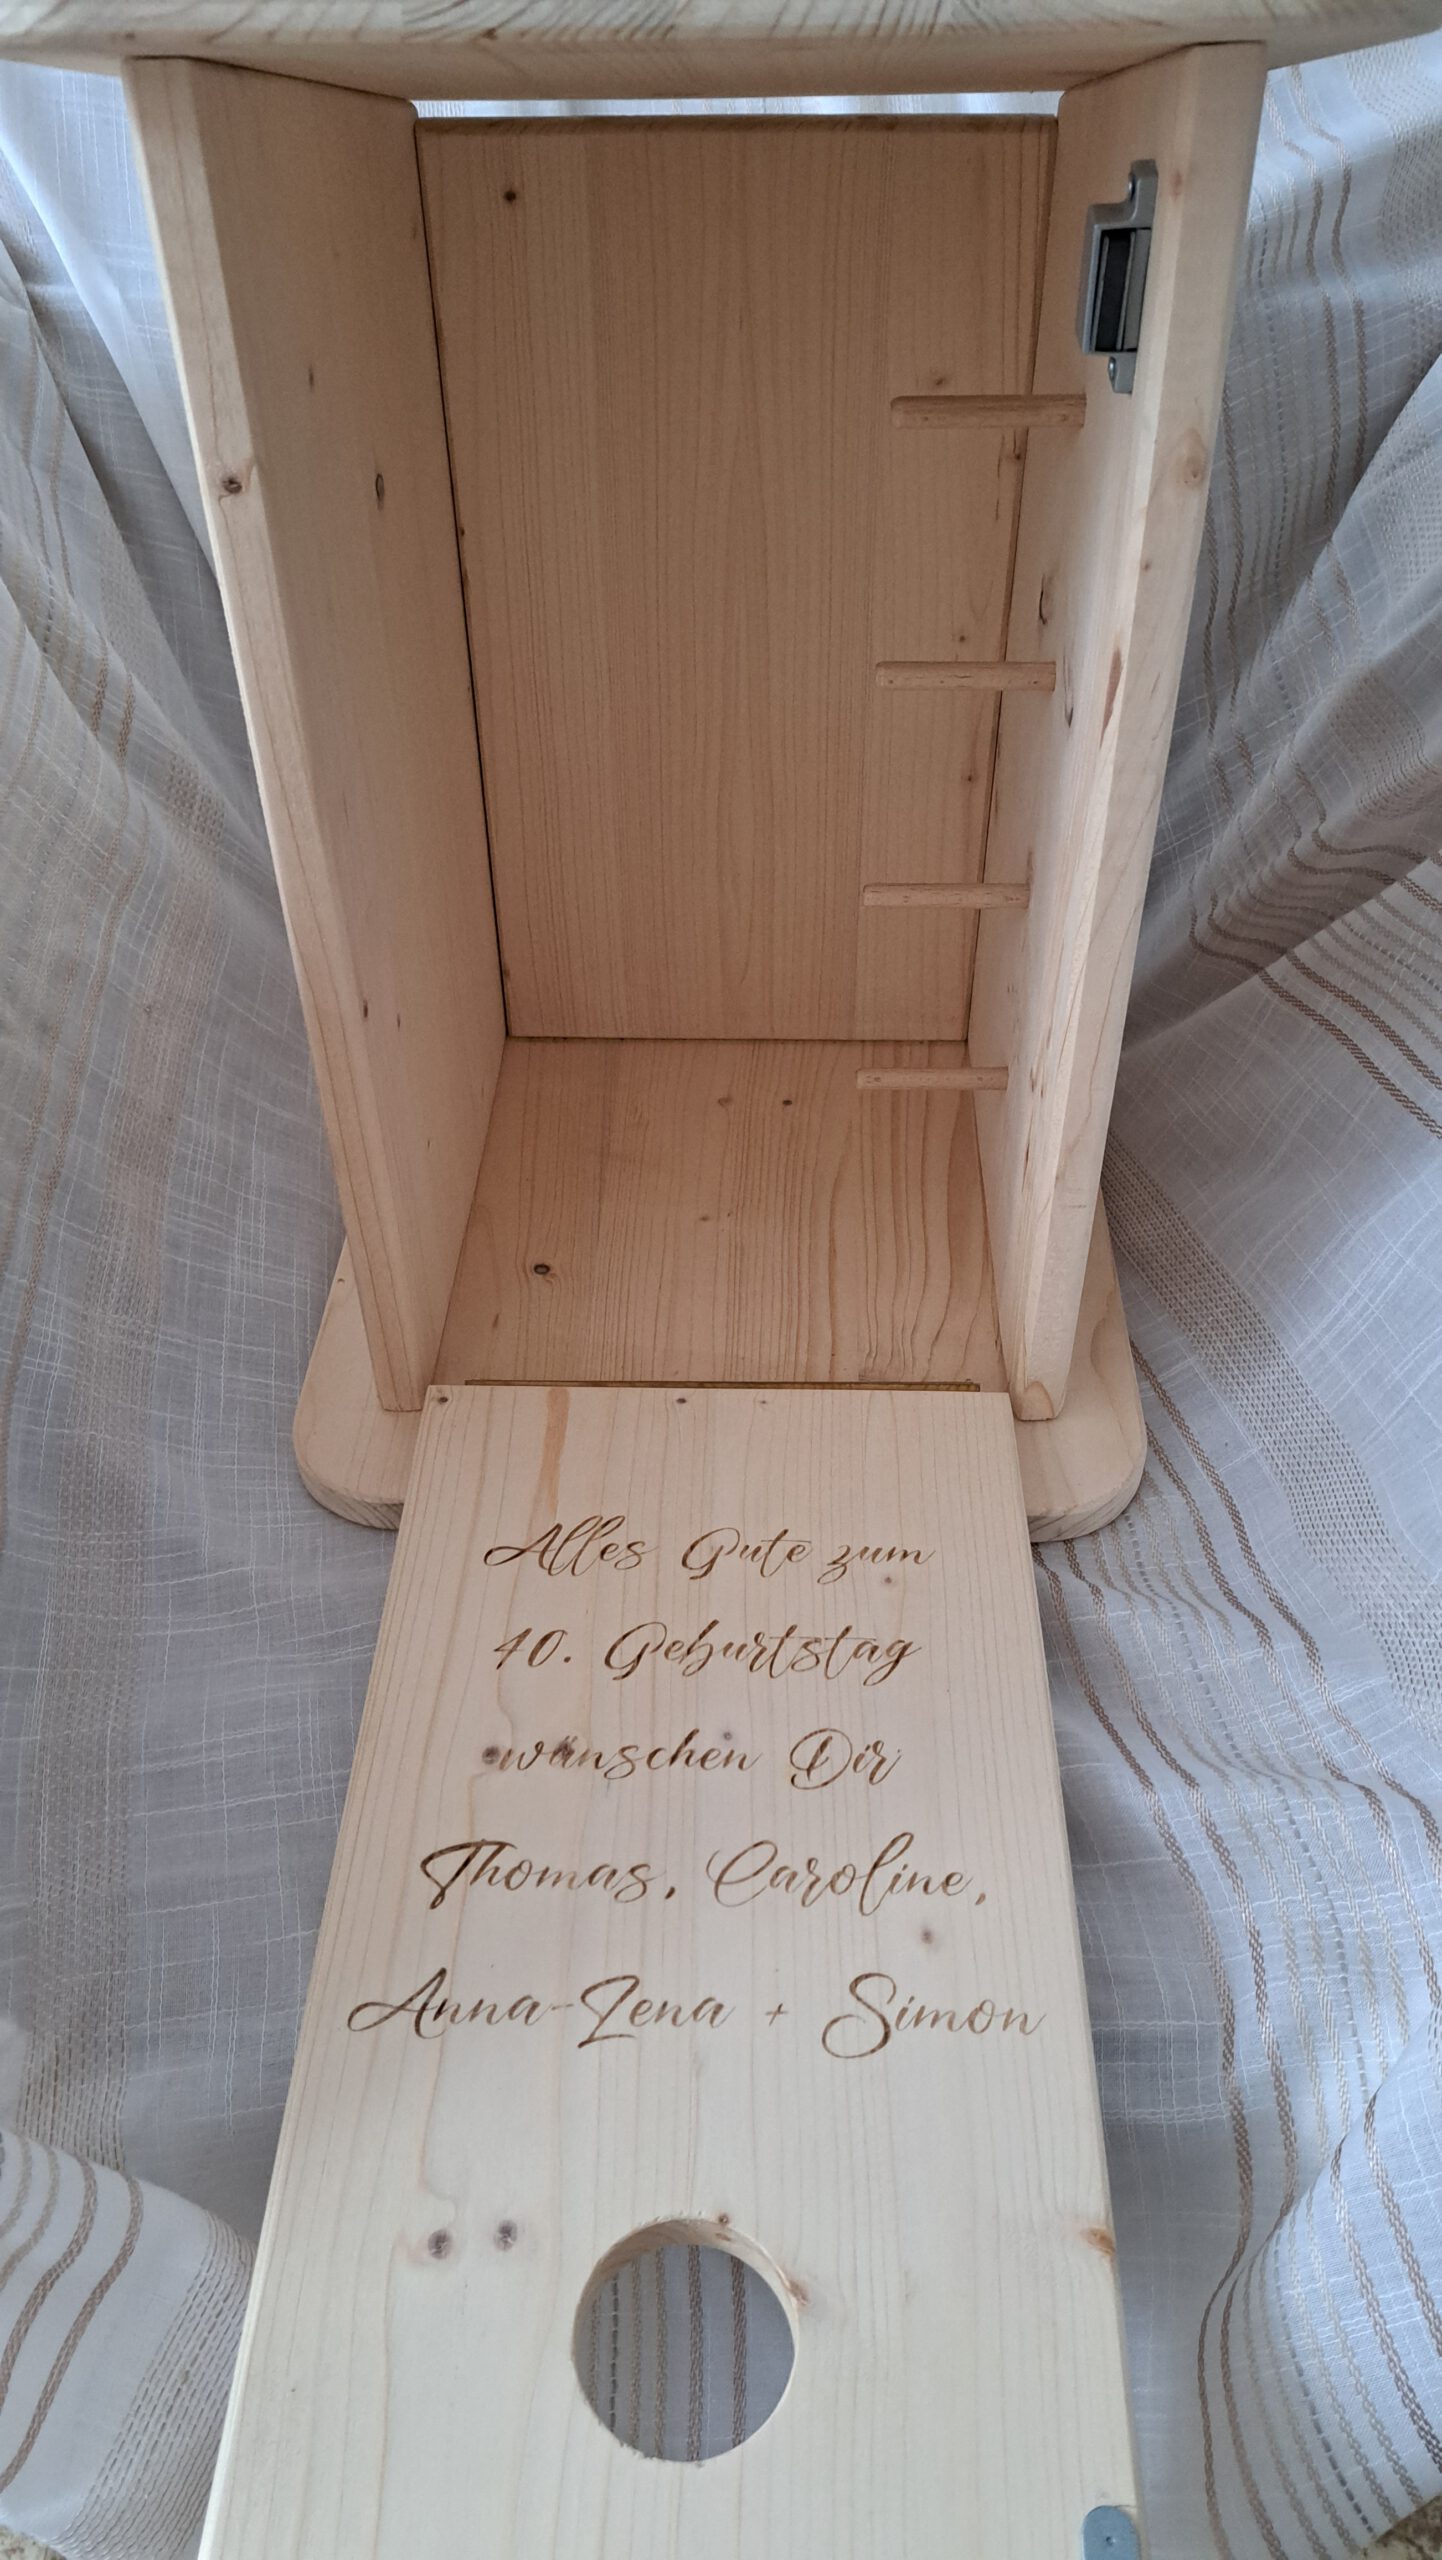 Alles Gute zum
40. Geburtstag
wünschen Dir
Thomas, Caroline,
Anna-Lena + Simon